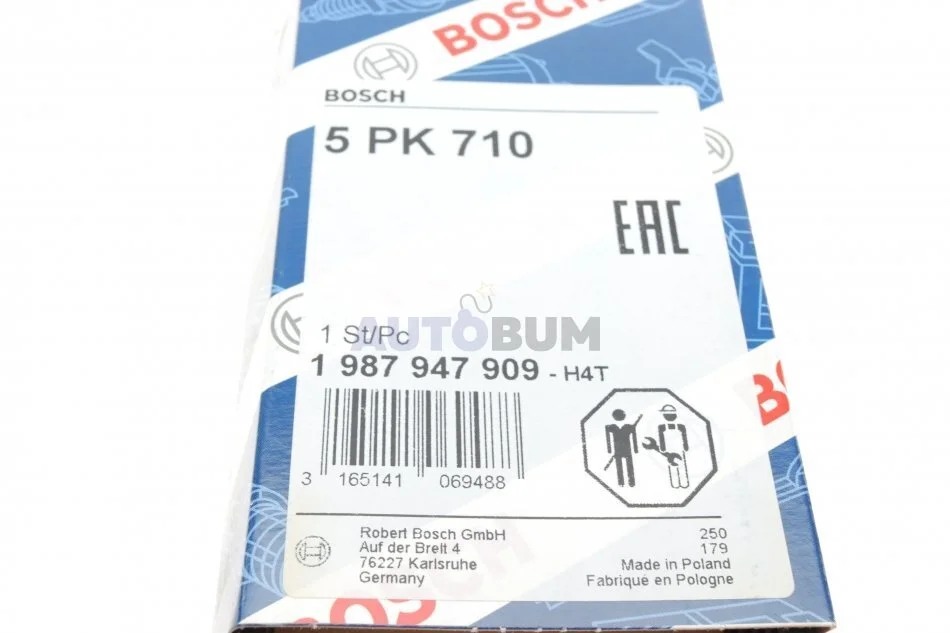 BOSCH
BOSCH
5 PK 710
EAC
AUTOBUM
1 St/Pc
1 987 947 909 - H4T
3 165141 069488
Robert Bosch GmbH
Auf der Breit 4
76227 Karlsruhe
Germany
250
179
Made in Poland
Fabriqué en Pologne
BOSCH